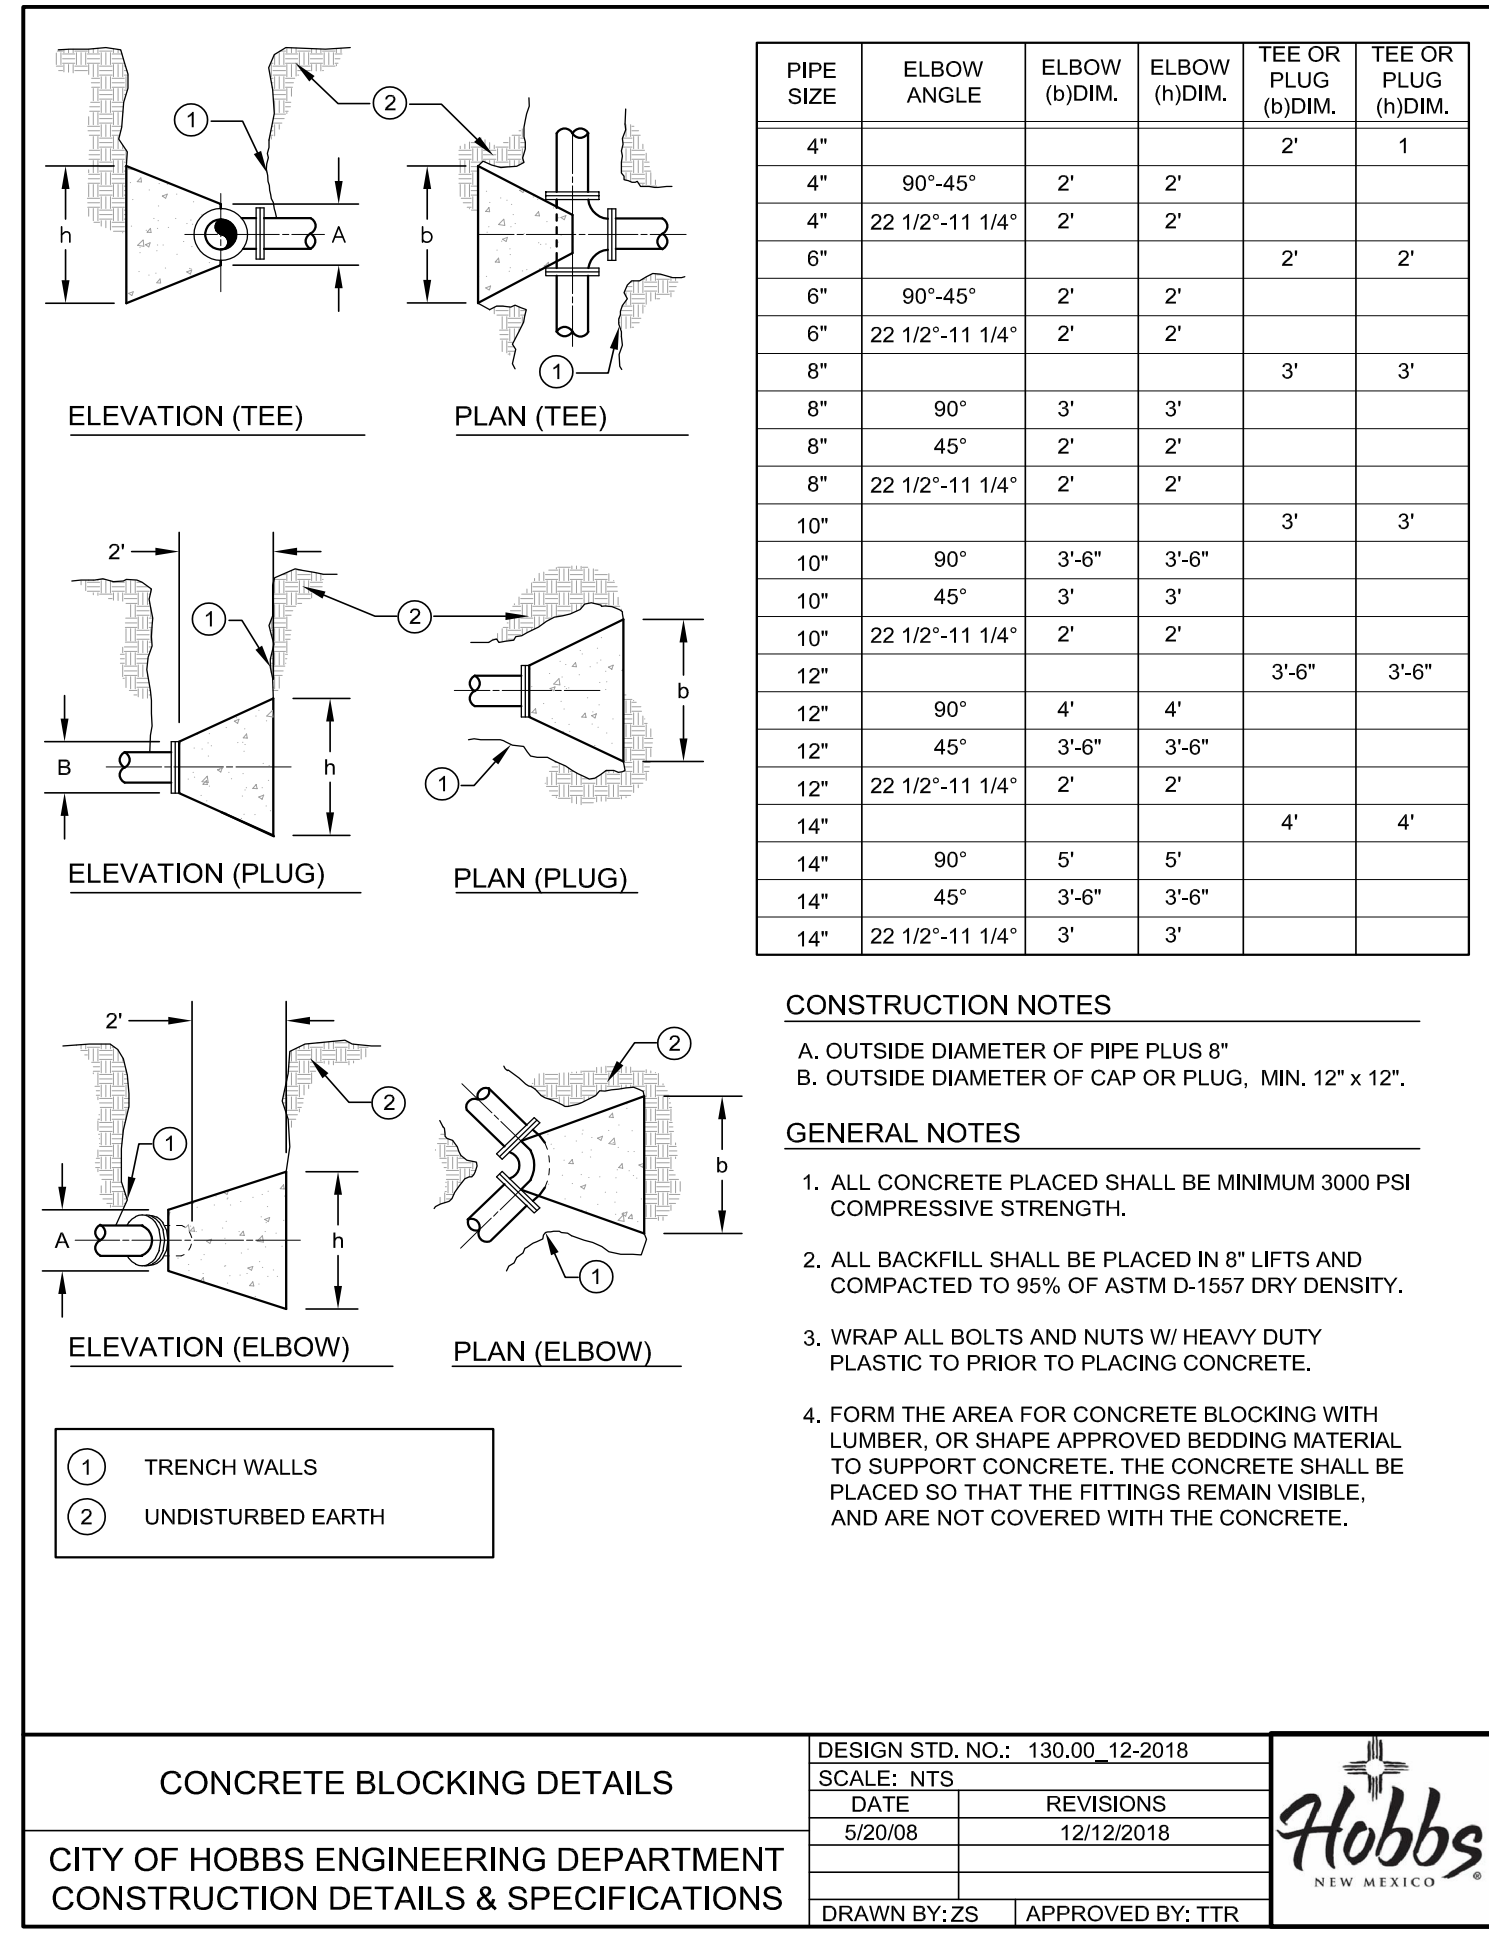 1
2
h
A
ELEVATION (TEE)
b
1
PLAN (TEE)
2'
1
2
B
h
ELEVATION (PLUG)
b
1
PLAN (PLUG)
2'
2
1
A
h
ELEVATION (ELBOW)
2
b
1
PLAN (ELBOW)
1 TRENCH WALLS
2 UNDISTURBED EARTH
PIPE SIZE ELBOW ANGLE ELBOW (b)DIM. ELBOW (h)DIM. TEE OR PLUG (b)DIM. TEE OR PLUG (h)DIM.
4" 2' 1
4" 90°-45° 2' 2'
4" 22 1/2°-11 1/4° 2' 2'
6" 2' 2'
6" 90°-45° 2' 2'
6" 22 1/2°-11 1/4° 2' 2'
8" 3' 3'
8" 90° 3' 3'
8" 45° 2' 2'
8" 22 1/2°-11 1/4° 2' 2'
10" 3' 3'
10" 90° 3'-6" 3'-6"
10" 45° 3' 3'
10" 22 1/2°-11 1/4° 2' 2'
12" 3'-6" 3'-6"
12" 90° 4' 4'
12" 45° 3'-6" 3'-6"
12" 22 1/2°-11 1/4° 2' 2'
14" 4' 4'
14" 90° 5' 5'
14" 45° 3'-6" 3'-6"
14" 22 1/2°-11 1/4° 3' 3'
CONSTRUCTION NOTES
A. OUTSIDE DIAMETER OF PIPE PLUS 8"
B. OUTSIDE DIAMETER OF CAP OR PLUG, MIN. 12" x 12".
GENERAL NOTES
1. ALL CONCRETE PLACED SHALL BE MINIMUM 3000 PSI
COMPRESSIVE STRENGTH.
2. ALL BACKFILL SHALL BE PLACED IN 8" LIFTS AND
COMPACTED TO 95% OF ASTM D-1557 DRY DENSITY.
3. WRAP ALL BOLTS AND NUTS W/ HEAVY DUTY
PLASTIC TO PRIOR TO PLACING CONCRETE.
4. FORM THE AREA FOR CONCRETE BLOCKING WITH
LUMBER, OR SHAPE APPROVED BEDDING MATERIAL
TO SUPPORT CONCRETE. THE CONCRETE SHALL BE
PLACED SO THAT THE FITTINGS REMAIN VISIBLE,
AND ARE NOT COVERED WITH THE CONCRETE.
CONCRETE BLOCKING DETAILS
CITY OF HOBBS ENGINEERING DEPARTMENT
CONSTRUCTION DETAILS & SPECIFICATIONS
DESIGN STD. NO.: 130.00_12-2018
SCALE: NTS
DATE REVISIONS
5/20/08 12/12/2018
DRAWN BY: ZS APPROVED BY: TTR
Hobbs
NEW MEXICO ®